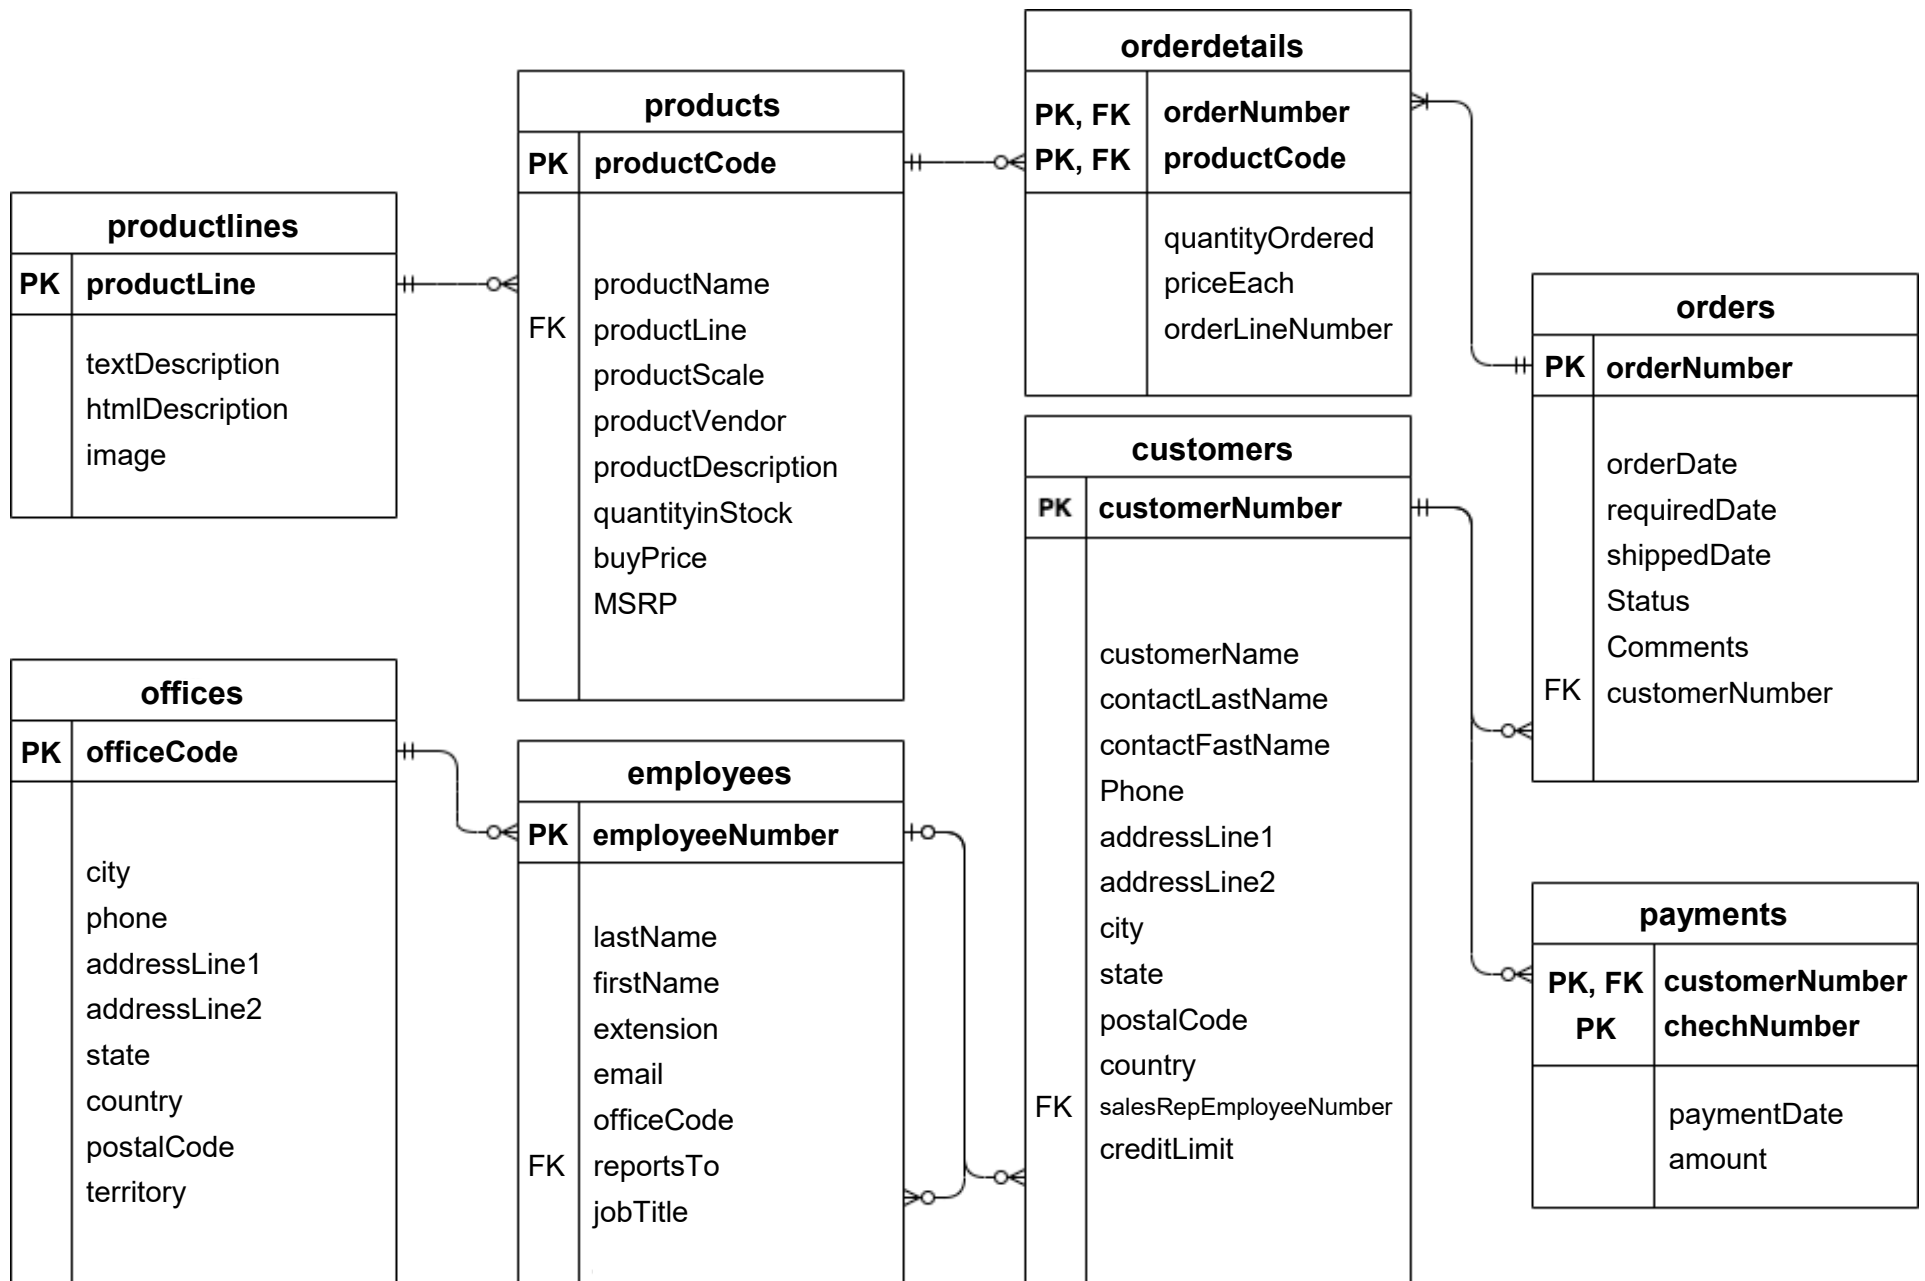 productlines
PK productLine
textDescription
htmlDescription
image
products
PK productCode
productName
FK productLine
productScale
productVendor
productDescription
quantityinStock
buyPrice
MSRP
orderdetails
PK, FK orderNumber
PK, FK productCode
quantityOrdered
priceEach
orderLineNumber
orders
PK orderNumber
orderDate
requiredDate
shippedDate
Status
Comments
FK customerNumber
customers
PK customerNumber
customerName
contactLastName
contactFastName
Phone
addressLine1
addressLine2
city
state
postalCode
country
FK salesRepEmployeeNumber
creditLimit
offices
PK officeCode
city
phone
addressLine1
addressLine2
state
country
postalCode
territory
employees
PK employeeNumber
lastName
firstName
extension
email
officeCode
FK reportsTo
jobTitle
payments
PK, FK customerNumber
PK chechNumber
paymentDate
amount